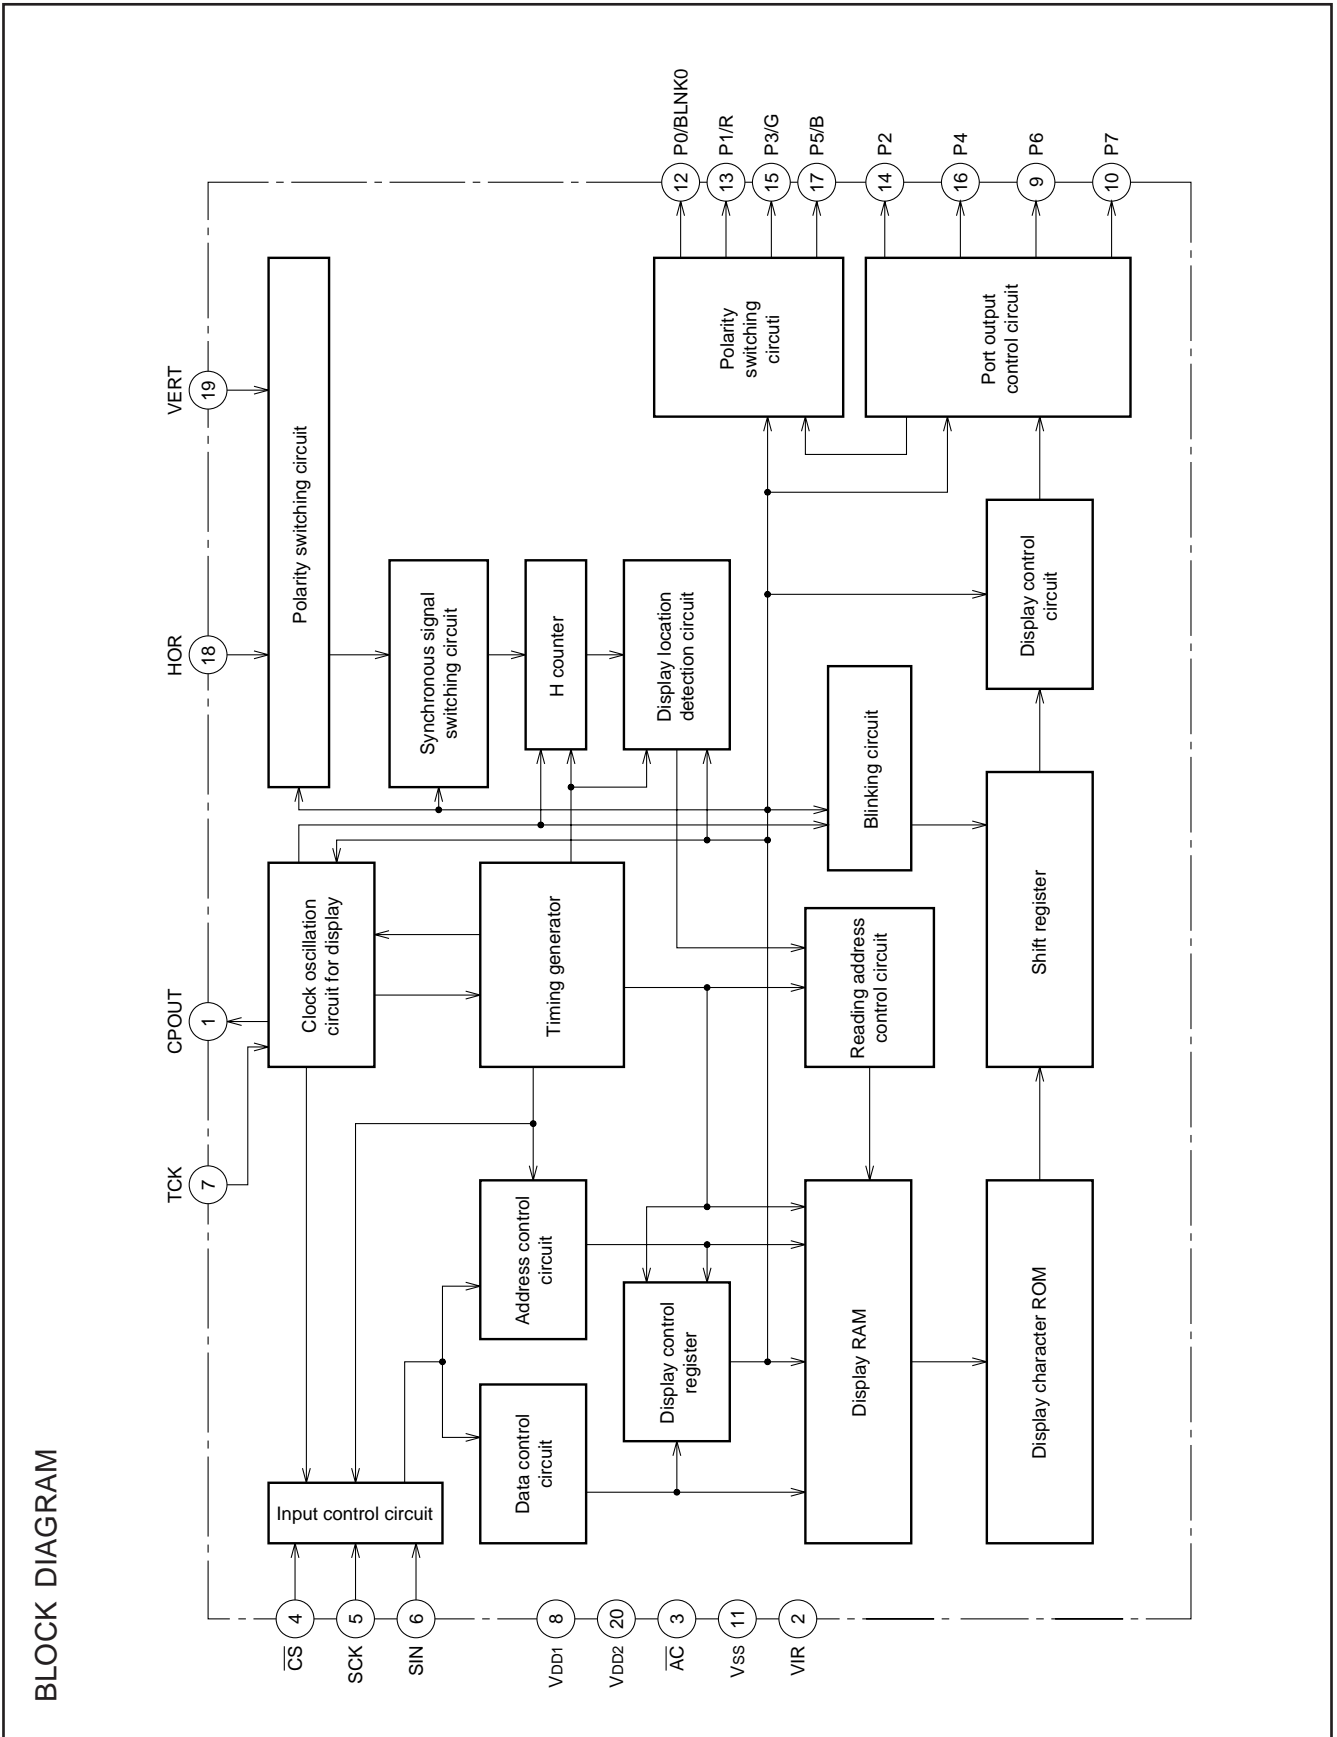 BLOCK DIAGRAM
TCK
7
CPOUT
1
HOR
18
VERT
19
CS
4
SCK
5
SIN
6
VDD1
8
VDD2
20
AC
3
VSS
11
VIR
2
Input control circuit
Clock oscillation
circuit for display
Polarity switching circuit
Synchronous signal
switching circuit
Data control
circuit
Address control
circuit
Timing generator
H counter
Display control
register
Display location
detection circuit
Polarity
switching
circuti
Display RAM
Reading address
control circuit
Blinking circuit
Port output
control circuit
Display character ROM
Shift register
Display control
circuit
12
P0/BLNK0
13
P1/R
15
P3/G
17
P5/B
14
P2
16
P4
9
P6
10
P7